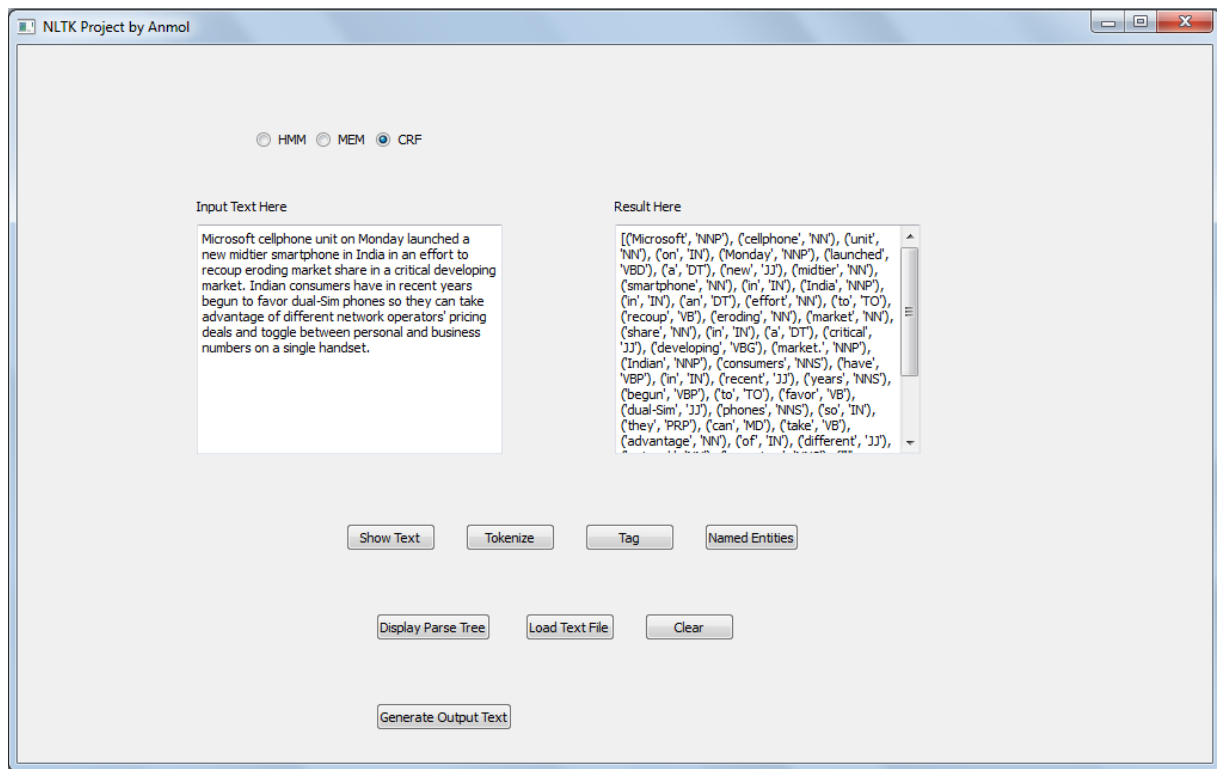 NLTK Project by Anmol
HMM MEM CRF
Input Text Here
Microsoft cellphone unit on Monday launched a
new midtier smartphone in India in an effort to
recoup eroding market share in a critical developing
market. Indian consumers have in recent years
begun to favor dual-Sim phones so they can take
advantage of different network operators' pricing
deals and toggle between personal and business
numbers on a single handset.
Result Here
[('Microsoft', 'NNP'), ('cellphone', 'NN'), ('unit',
'NN'), ('on', 'IN'), ('Monday', 'NNP'), ('launched',
'VBD'), ('a', 'DT'), ('new', 'JJ'), ('midtier', 'NN'),
('smartphone', 'NN'), ('in', 'IN'), ('India', 'NNP'),
('in', 'IN'), ('an', 'DT'), ('effort', 'NN'), ('to', 'TO'),
('recoup', 'VB'), ('eroding', 'NN'), ('market', 'NN'),
('share', 'NN'), ('in', 'IN'), ('a', 'DT'), ('critical',
'JJ'), ('developing', 'VBG'), ('market.', 'NNP'),
('Indian', 'NNP'), ('consumers', 'NNS'), ('have',
'VBP'), ('in', 'IN'), ('recent', 'JJ'), ('years', 'NNS'),
('begun', 'VBP'), ('to', 'TO'), ('favor', 'VB'),
('dual-Sim', 'JJ'), ('phones', 'NNS'), ('so', 'IN'),
('they', 'PRP'), ('can', 'MD'), ('take', 'VB'),
('advantage', 'NN'), ('of', 'IN'), ('different', 'JJ'),
Show Text Tokenize Tag Named Entities
Display Parse Tree Load Text File Clear
Generate Output Text